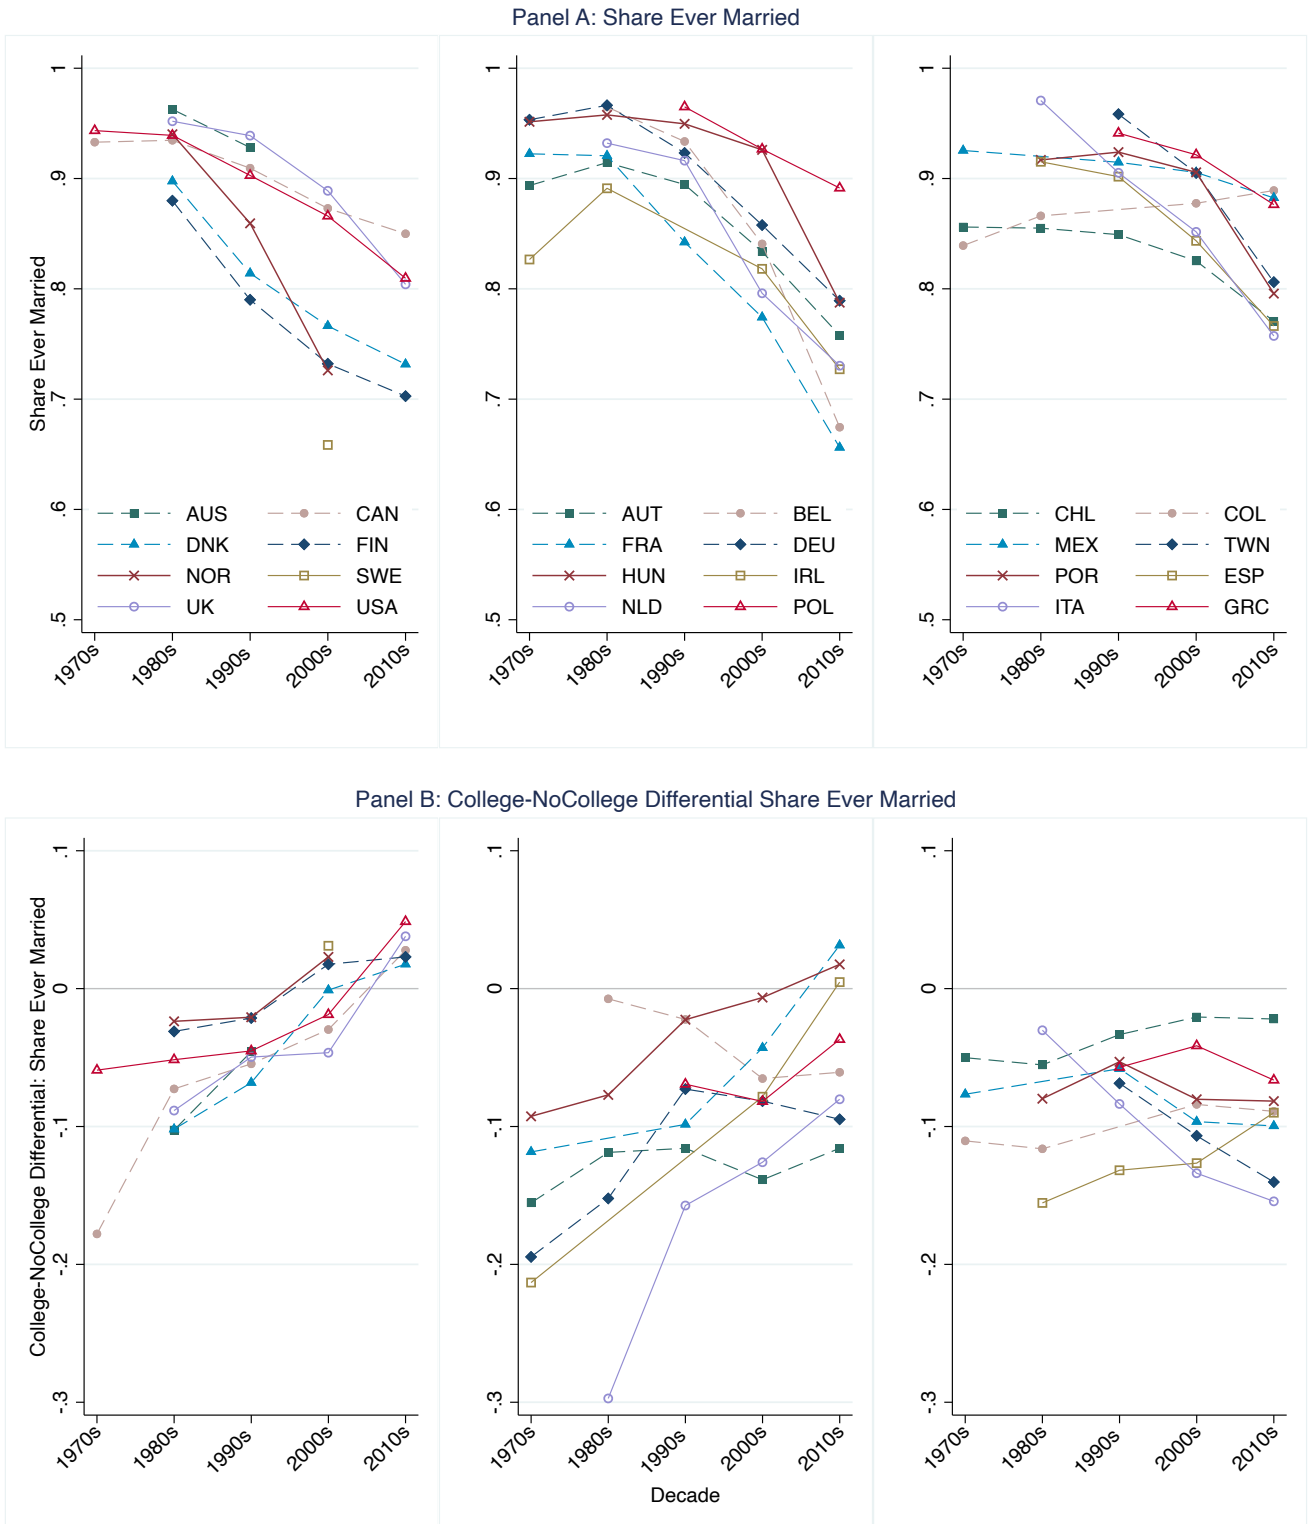 Panel A: Share Ever Married
Share Ever Married
1
.9
.8
.7
.6
.5
AUS CAN
DNK FIN
NOR SWE
UK USA
1970s 1980s 1990s 2000s 2010s
1
.9
.8
.7
.6
.5
AUT BEL
FRA DEU
HUN IRL
NLD POL
1970s 1980s 1990s 2000s 2010s
1
.9
.8
.7
.6
.5
CHL COL
MEX TWN
POR ESP
ITA GRC
1970s 1980s 1990s 2000s 2010s
Panel B: College-NoCollege Differential Share Ever Married
College-NoCollege Differential: Share Ever Married
.1
0
-.1
-.2
-.3
1970s 1980s 1990s 2000s 2010s
.1
0
-.1
-.2
-.3
1970s 1980s 1990s 2000s 2010s
Decade
.1
0
-.1
-.2
-.3
1970s 1980s 1990s 2000s 2010s